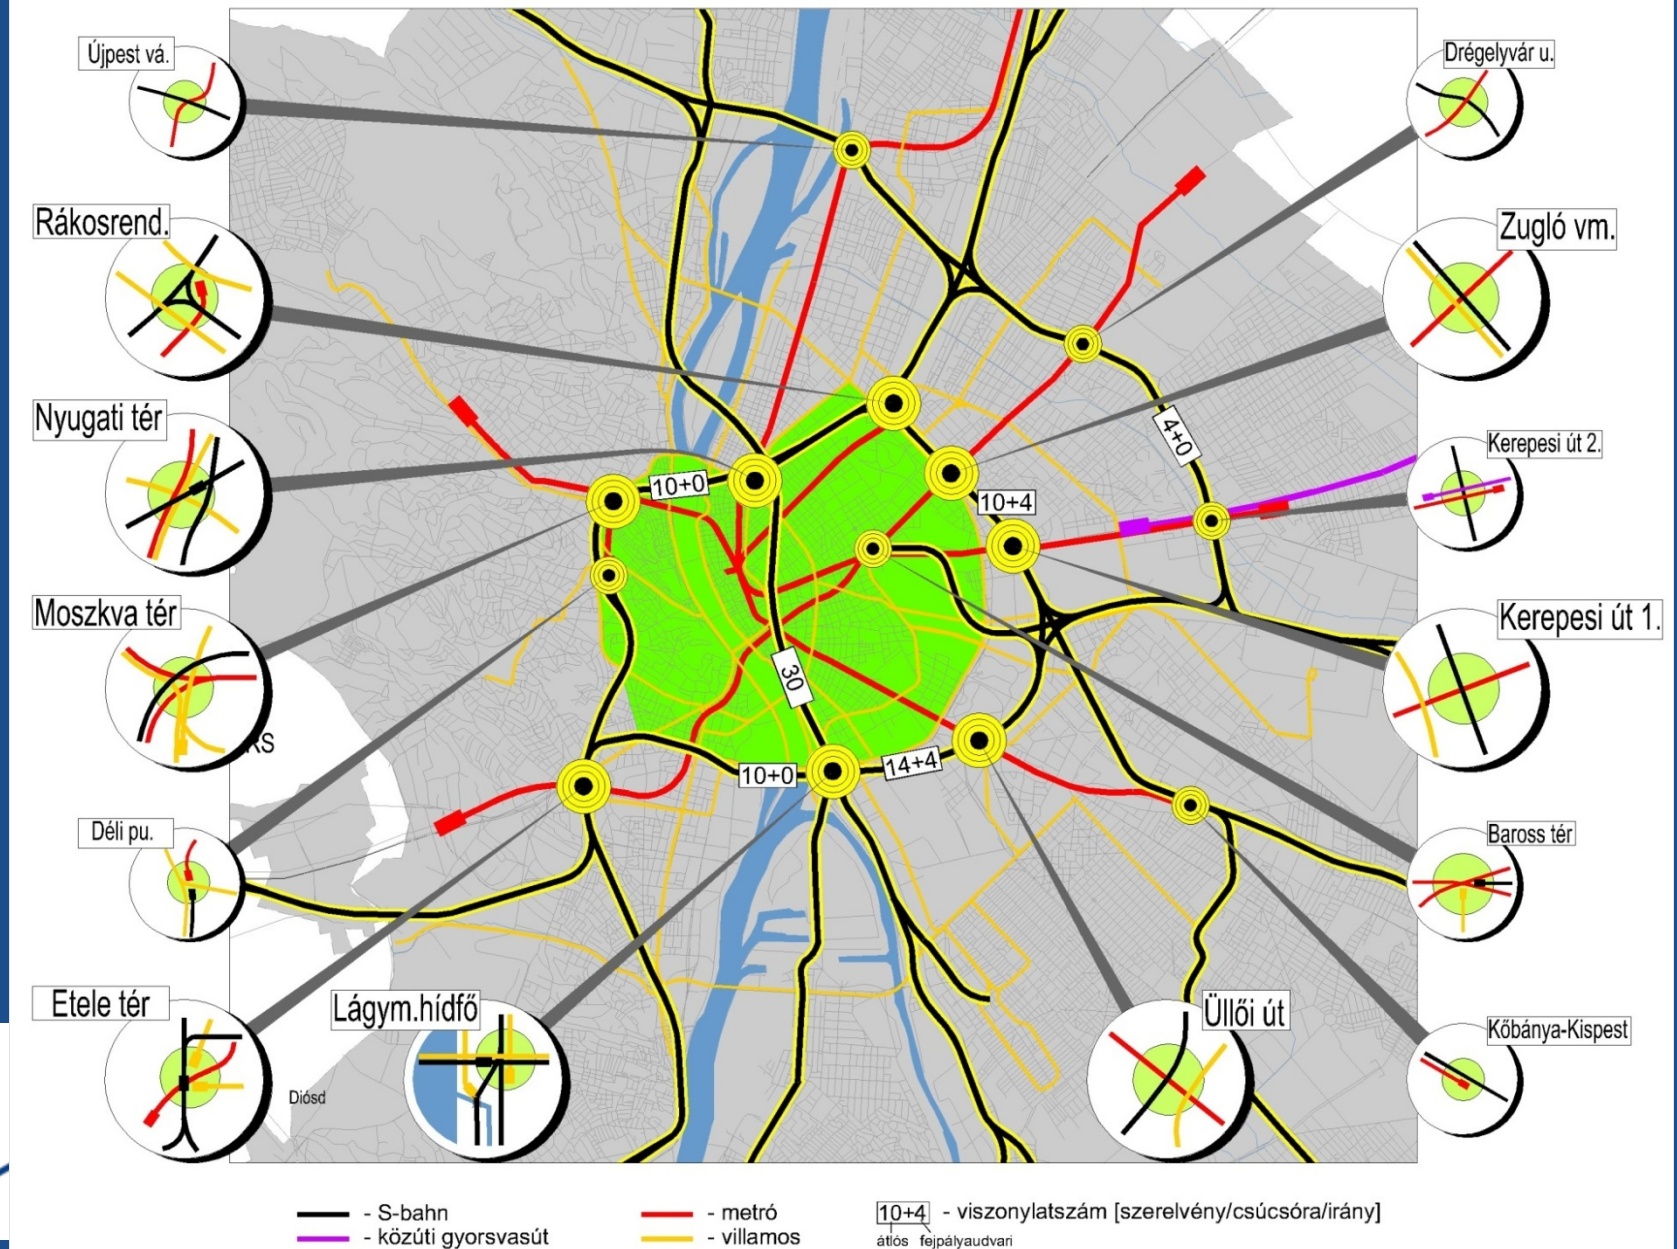 Újpest vá.
Drégelyvár u.
Rákosrend.
Zugló vm.
Nyugati tér
Kerepesi út 2.
4+0
10+0
10+4
Moszkva tér
Kerepesi út 1.
RS
30
10+0
14+4
Déli pu.
Baross tér
Etele tér
Lágym.hídfő
Üllői út
Kőbánya-Kispest
Diósd
- S-bahn
- metró
10+4 - viszonylatszám [szerelvény/csúcsóra/irány]
- közúti gyorsvasút
- villamos
átlós fejpályaudvari